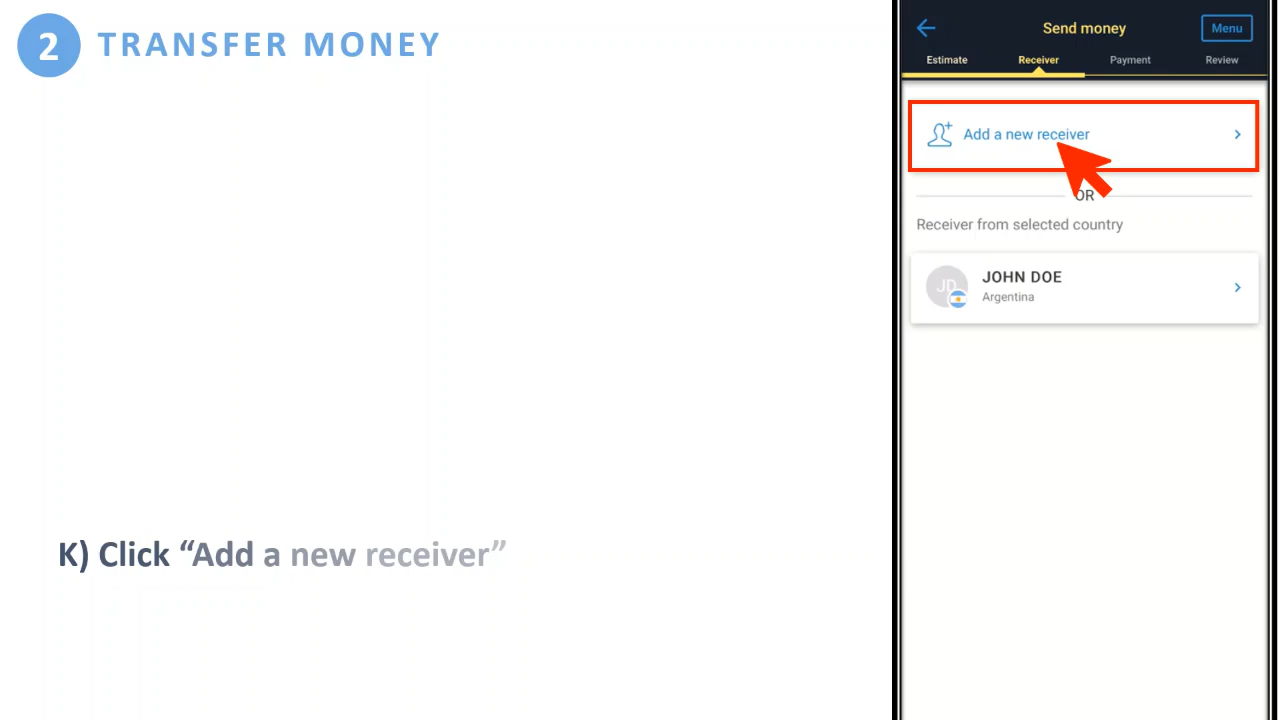 2 TRANSFER MONEY
Send money
Menu
Estimate Receiver Payment Review
Add a new receiver
OR
Receiver from selected country
JD
JOHN DOE
Argentina
K) Click “Add a new receiver”